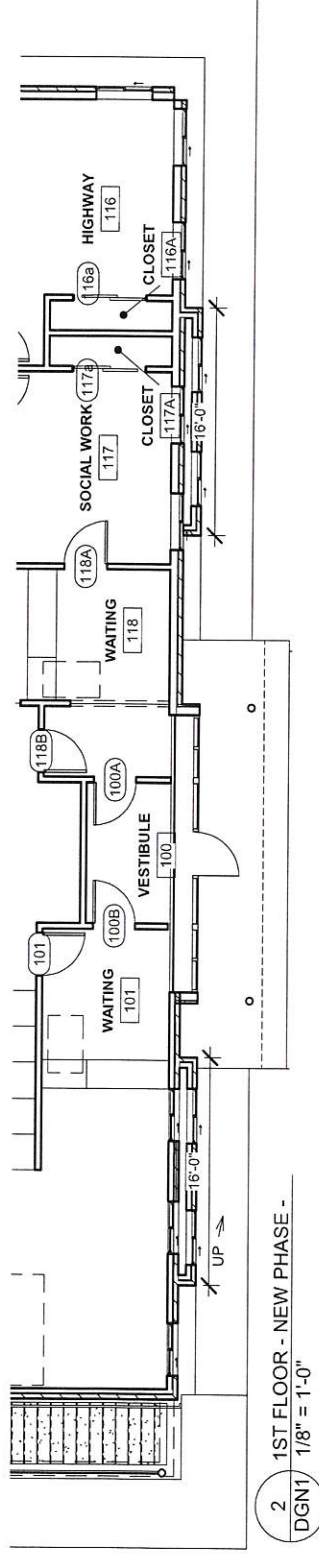 101
WAITING
101
100B
VESTIBULE
100
100A
118B
WAITING
118
118A
SOCIAL WORK
117
117a
CLOSET
117A
HIGHWAY
116
116a
CLOSET
116A
16'-0"
16'-0"
UP
2
DGN1
1ST FLOOR - NEW PHASE -
1/8" = 1'-0"